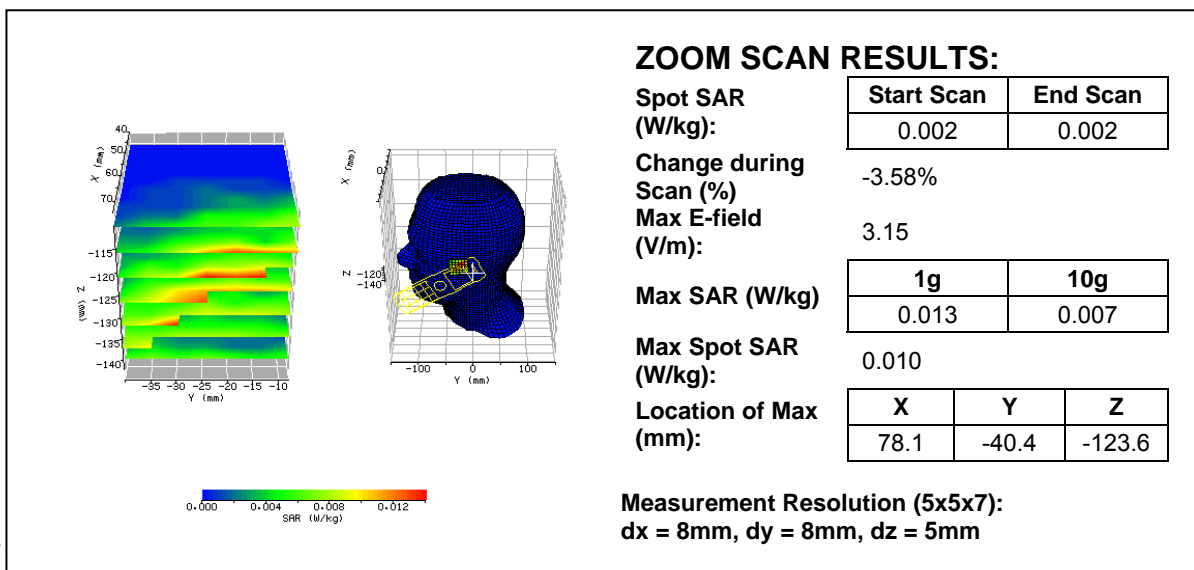 ZOOM SCAN RESULTS:
Spot SAR
(W/kg):
Start Scan End Scan
0.002 0.002
Change during
Scan (%)
-3.58%
Max E-field
(V/m):
3.15
Max SAR (W/kg)
1g 10g
0.013 0.007
Max Spot SAR
(W/kg):
0.010
Location of Max
(mm):
X Y Z
78.1 -40.4 -123.6
Measurement Resolution (5x5x7):
dx = 8mm, dy = 8mm, dz = 5mm
40
50
60
70
X (mm)
-115
-120
-125
-130
-135
-140
Z (mm)
-35 -30 -25 -20 -15 -10
Y (mm)
X (mm)
Z
-120
-140
-100 0 100
Y (mm)
0.000 0.004 0.008 0.012
SAR (W/kg)